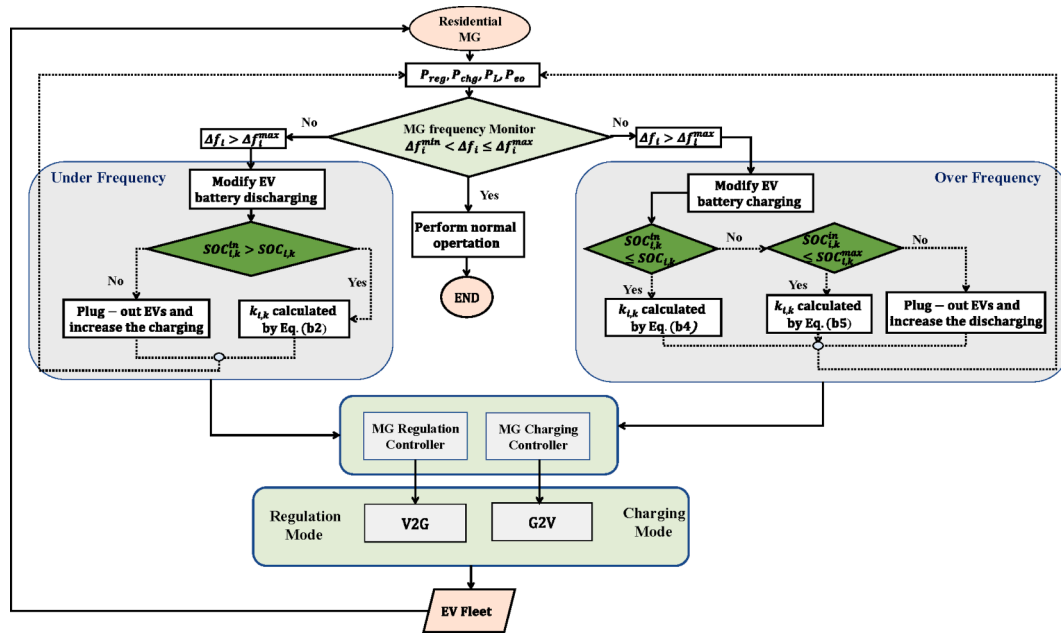 Residential
MG
P_reg, P_chg, P_L, P_eo
MG frequency Monitor
Δf_i^min < Δf_i ≤ Δf_i^max
No
No
Δf_i > Δf_i^max
Δf_i > Δf_i^max
Yes
Perform normal
opertation
END
Under Frequency
Modify EV
battery discharging
SOC_i,k^in > SOC_i,k
No
Yes
Plug − out EVs and
increase the charging
k_i,k calculated
by Eq. (b2)
Over Frequency
Modify EV
battery charging
SOC_i,k^in
≤ SOC_i,k
No
SOC_i,k^in
< SOC_i,k^max
No
Yes
Yes
k_i,k calculated
by Eq. (b4)
k_i,k calculated
by Eq. (b5)
Plug − out EVs and
increase the discharging
MG Regulation
Controller
MG Charging
Controller
Regulation
Mode
V2G
G2V
Charging
Mode
EV Fleet